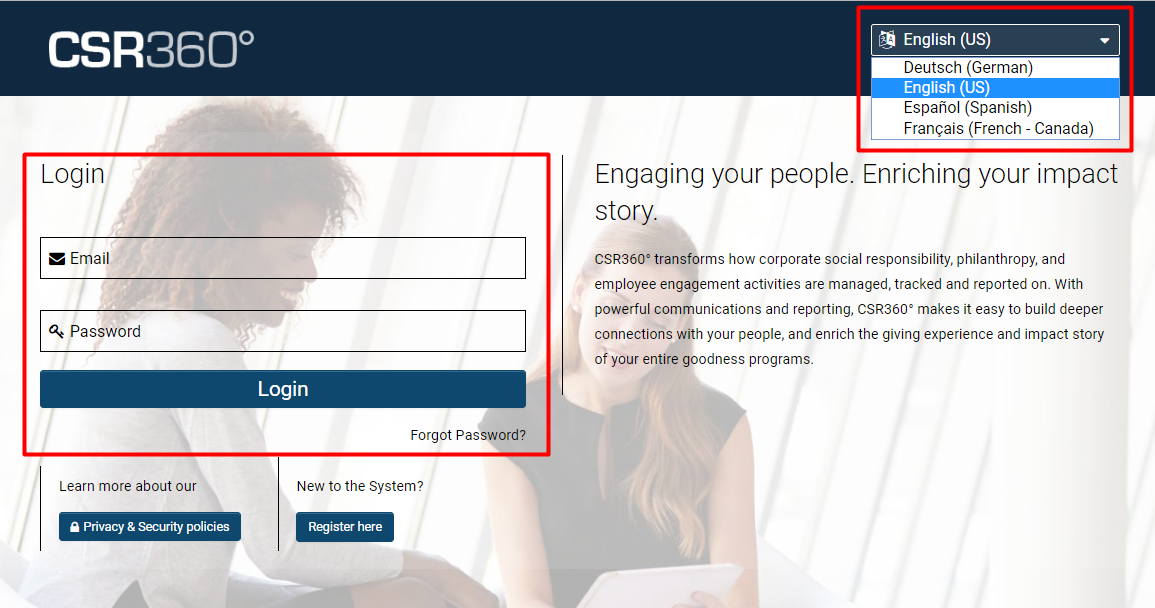 CSR360°
English (US)
Deutsch (German)
English (US)
Español (Spanish)
Français (French - Canada)
Login
Email
Password
Login
Forgot Password?
Learn more about our
Privacy & Security policies
New to the System?
Register here
Engaging your people. Enriching your impact
story.
CSR360° transforms how corporate social responsibility, philanthropy, and
employee engagement activities are managed, tracked and reported on. With
powerful communications and reporting, CSR360° makes it easy to build deeper
connections with your people, and enrich the giving experience and impact story
of your entire goodness programs.